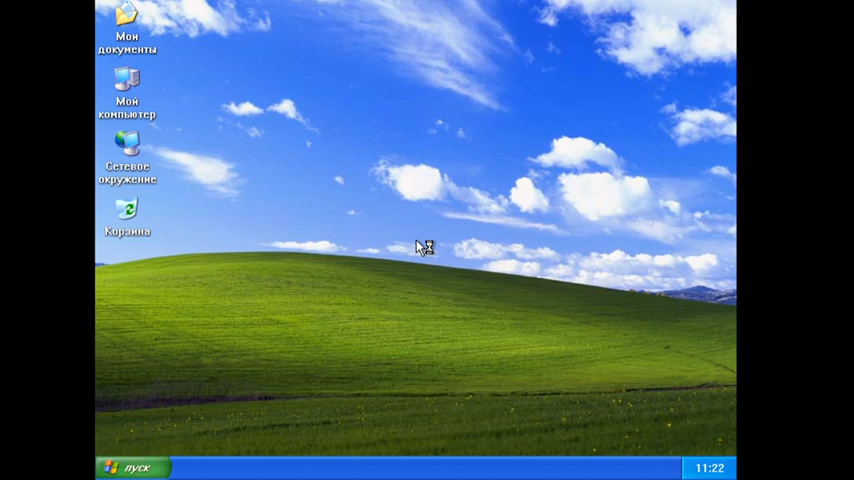 Мои
документы
Мой
компьютер
Сетевое
окружение
Корзина
пуск
11:22